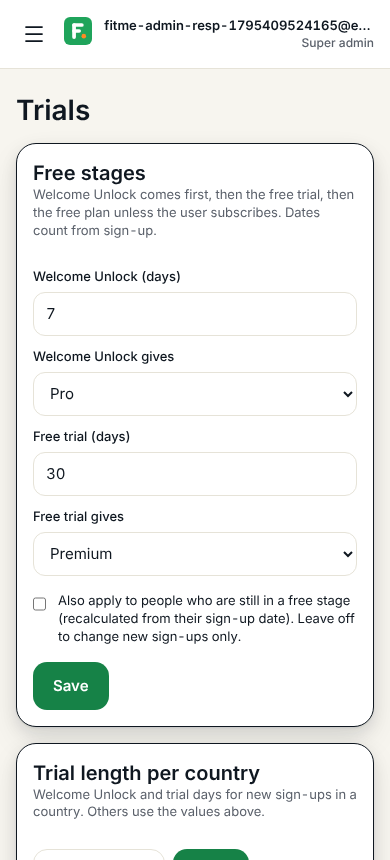 fitme-admin-resp-1795409524165@e...
Super admin
Trials
Free stages
Welcome Unlock comes first, then the free trial, then
the free plan unless the user subscribes. Dates
count from sign-up.
Welcome Unlock (days)
7
Welcome Unlock gives
Pro
Free trial (days)
30
Free trial gives
Premium
Also apply to people who are still in a free stage
(recalculated from their sign-up date). Leave off
to change new sign-ups only.
Save
Trial length per country
Welcome Unlock and trial days for new sign-ups in a
country. Others use the values above.